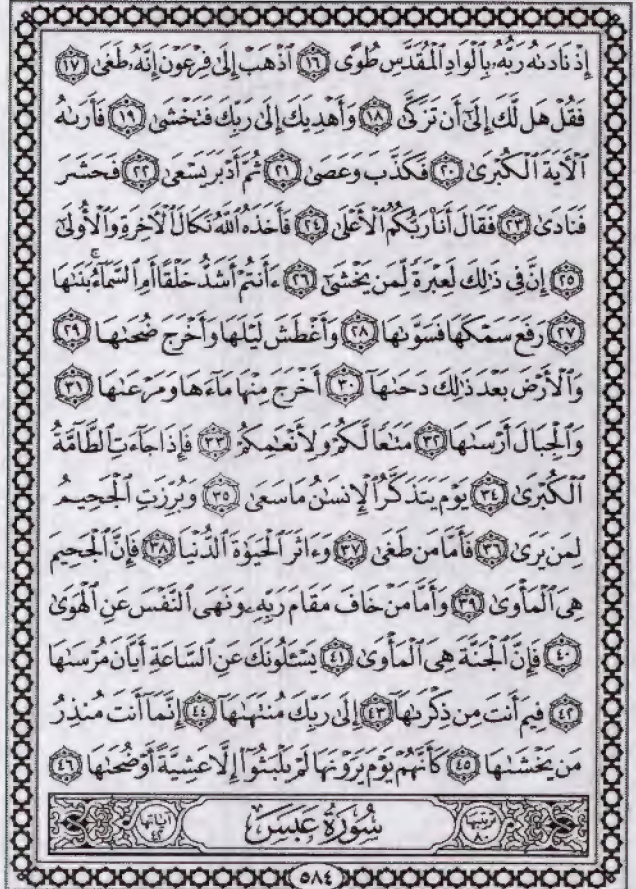 إِذْ نَادَىٰهُ رَبُّهُۥ بِٱلْوَادِ ٱلْمُقَدَّسِ طُوًى ١٦ ٱذْهَبْ إِلَىٰ فِرْعَوْنَ إِنَّهُۥ طَغَىٰ ١٧
فَقُلْ هَل لَّكَ إِلَىٰٓ أَن تَزَكَّىٰ ١٨ وَأَهْدِيَكَ إِلَىٰ رَبِّكَ فَتَخْشَىٰ ١٩ فَأَرَىٰهُ
ٱلْأٓيَةَ ٱلْكُبْرَىٰ ٢٠ فَكَذَّبَ وَعَصَىٰ ٢١ ثُمَّ أَدْبَرَ يَسْعَىٰ ٢٢ فَحَشَرَ
فَنَادَىٰ ٢٣ فَقَالَ أَنَا۠ رَبُّكُمُ ٱلْأَعْلَىٰ ٢٤ فَأَخَذَهُ ٱللَّهُ نَكَالَ ٱلْأٓخِرَةِ وَٱلْأُولَىٰٓ
٢٥ إِنَّ فِى ذَٰلِكَ لَعِبْرَةً لِّمَن يَخْشَىٰٓ ٢٦ ءَأَنتُمْ أَشَدُّ خَلْقًا أَمِ ٱلسَّمَآءُ ۚ بَنَىٰهَا
٢٧ رَفَعَ سَمْكَهَا فَسَوَّىٰهَا ٢٨ وَأَغْطَشَ لَيْلَهَا وَأَخْرَجَ ضُحَىٰهَا ٢٩
وَٱلْأَرْضَ بَعْدَ ذَٰلِكَ دَحَىٰهَآ ٣٠ أَخْرَجَ مِنْهَا مَآءَهَا وَمَرْعَىٰهَا ٣١
وَٱلْجِبَالَ أَرْسَىٰهَا ٣٢ مَتَٰعًا لَّكُمْ وَلِأَنْعَٰمِكُمْ ٣٣ فَإِذَا جَآءَتِ ٱلطَّآمَّةُ
ٱلْكُبْرَىٰ ٣٤ يَوْمَ يَتَذَكَّرُ ٱلْإِنسَٰنُ مَا سَعَىٰ ٣٥ وَبُرِّزَتِ ٱلْجَحِيمُ
لِمَن يَرَىٰ ٣٦ فَأَمَّا مَن طَغَىٰ ٣٧ وَءَاثَرَ ٱلْحَيَوٰةَ ٱلدُّنْيَا ٣٨ فَإِنَّ ٱلْجَحِيمَ
هِىَ ٱلْمَأْوَىٰ ٣٩ وَأَمَّا مَنْ خَافَ مَقَامَ رَبِّهِۦ وَنَهَى ٱلنَّفْسَ عَنِ ٱلْهَوَىٰ
٤٠ فَإِنَّ ٱلْجَنَّةَ هِىَ ٱلْمَأْوَىٰ ٤١ يَسْـَٔلُونَكَ عَنِ ٱلسَّاعَةِ أَيَّانَ مُرْسَىٰهَا
٤٢ فِيمَ أَنتَ مِن ذِكْرَىٰهَآ ٤٣ إِلَىٰ رَبِّكَ مُنتَهَىٰهَآ ٤٤ إِنَّمَآ أَنتَ مُنذِرُ
مَن يَخْشَىٰهَا ٤٥ كَأَنَّهُمْ يَوْمَ يَرَوْنَهَا لَمْ يَلْبَثُوٓا۟ إِلَّا عَشِيَّةً أَوْ ضُحَىٰهَا ٤٦
ترتيبها ٨٠ سُورَةُ عَبَسَ آياتها ٤٢
٥٨٤